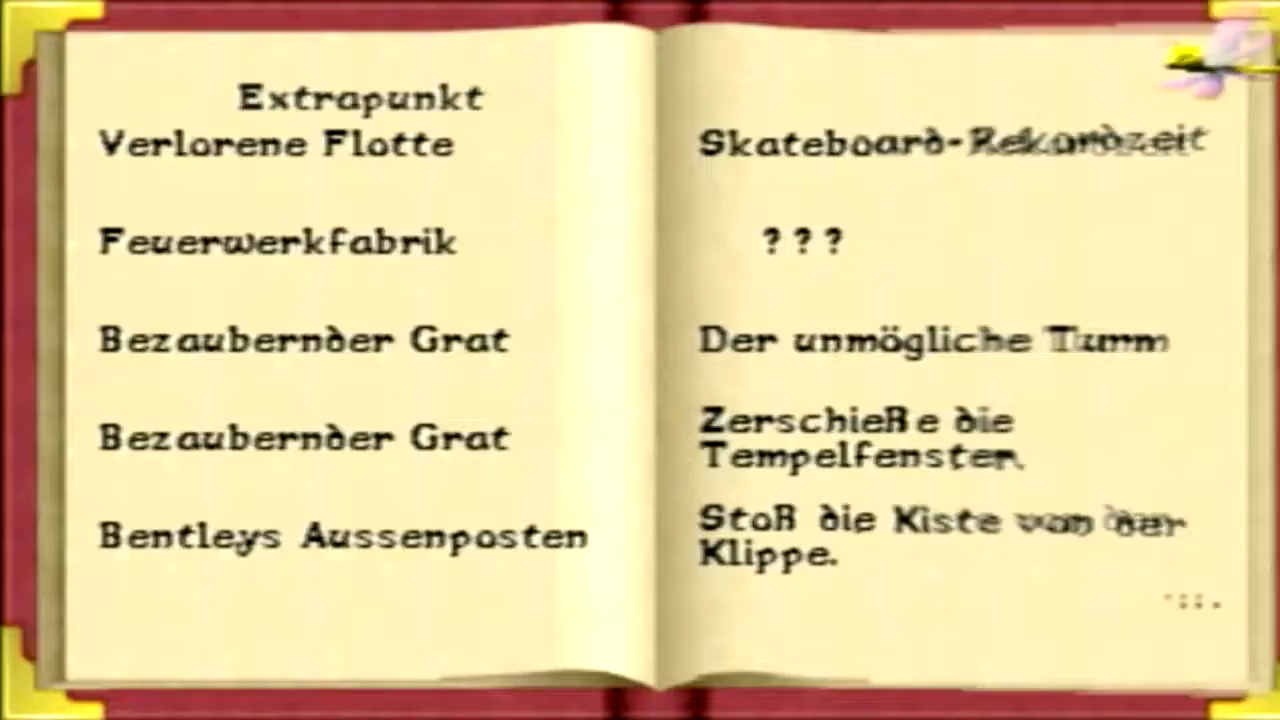 Extrapunkt
Verlorene Flotte
Skateboard-Rekordzeit
Feuerwerkfabrik
???
Bezaubernder Grat
Der unmögliche Turm
Bezaubernder Grat
Zerschieße die
Tempelfenster.
Bentleys Aussenposten
Stoß die Kiste von der
Klippe.